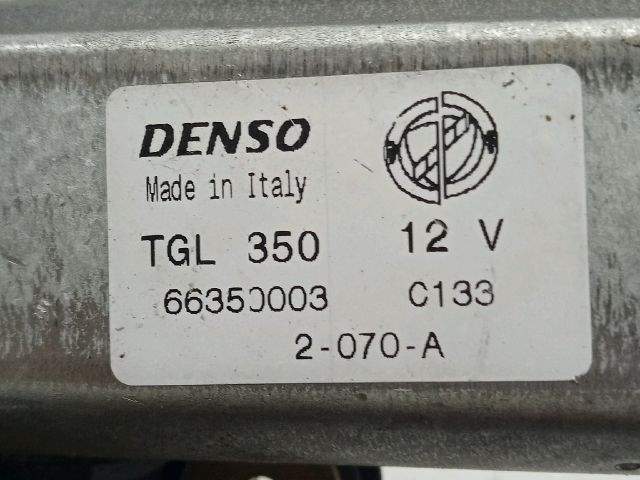 DENSO
Made in Italy
TGL 350 12 V
66350003 C133
2-070-A